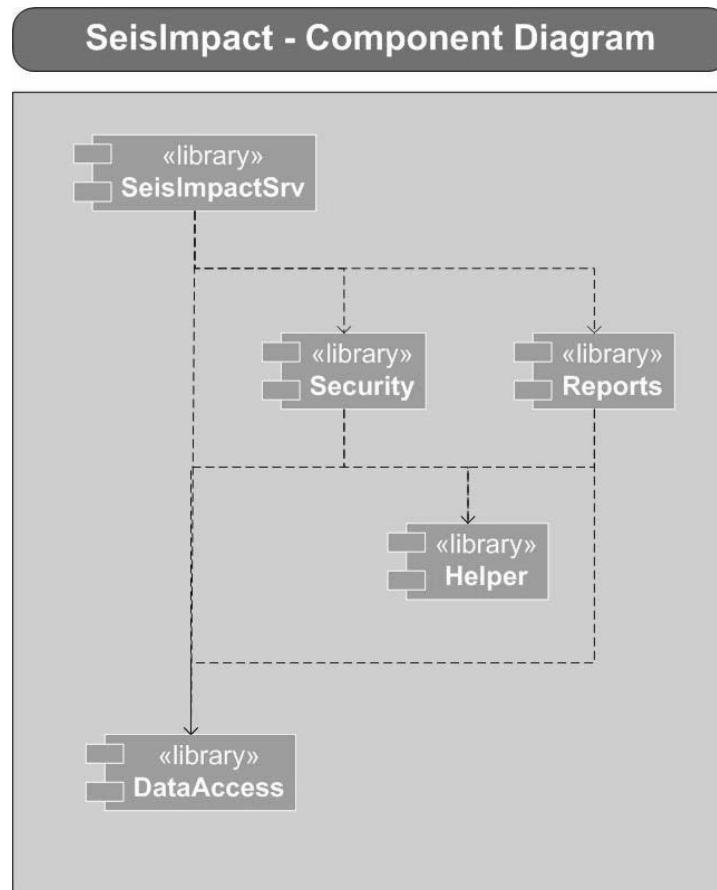 SeisImpact - Component Diagram
«library»
SeisImpactSrv
«library»
Security
«library»
Reports
«library»
Helper
«library»
DataAccess